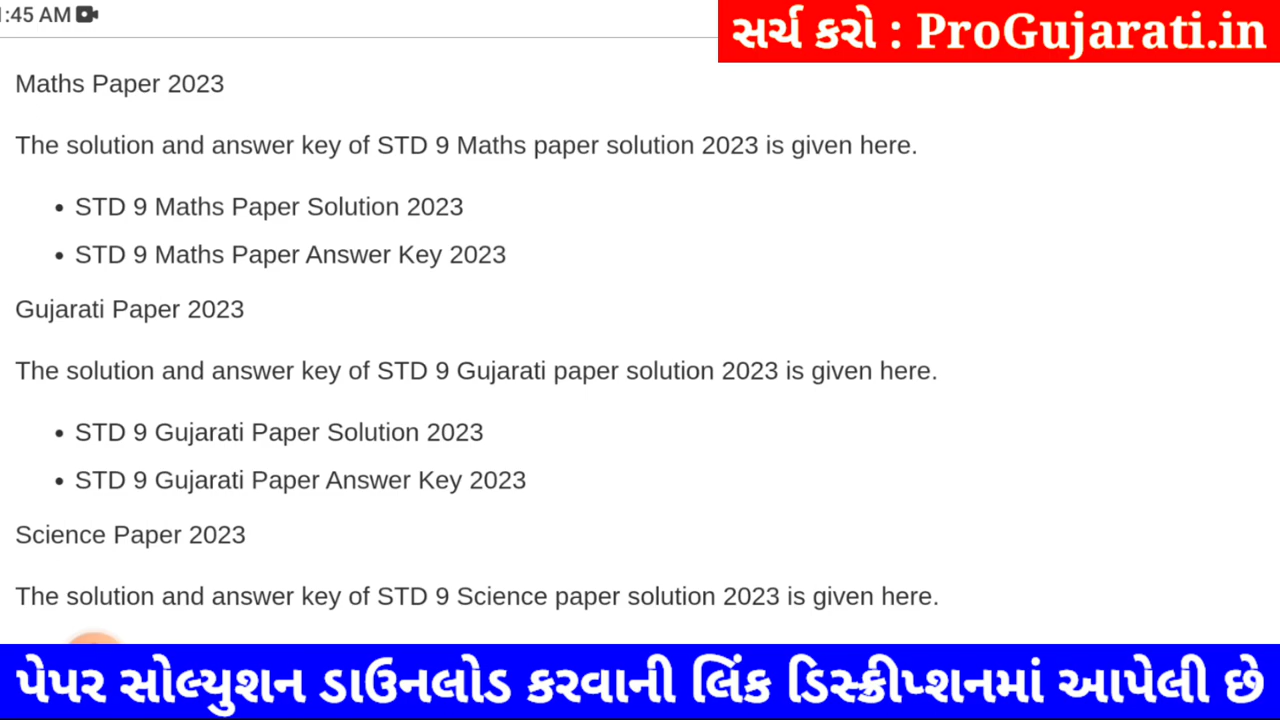 :45 AM
સર્ચ કરો : ProGujarati.in
Maths Paper 2023
The solution and answer key of STD 9 Maths paper solution 2023 is given here.
• STD 9 Maths Paper Solution 2023
• STD 9 Maths Paper Answer Key 2023
Gujarati Paper 2023
The solution and answer key of STD 9 Gujarati paper solution 2023 is given here.
• STD 9 Gujarati Paper Solution 2023
• STD 9 Gujarati Paper Answer Key 2023
Science Paper 2023
The solution and answer key of STD 9 Science paper solution 2023 is given here.
પેપર સોલ્યુશન ડાઉનલોડ કરવાની લિંક ડિસ્ક્રીપ્શનમાં આપેલી છે